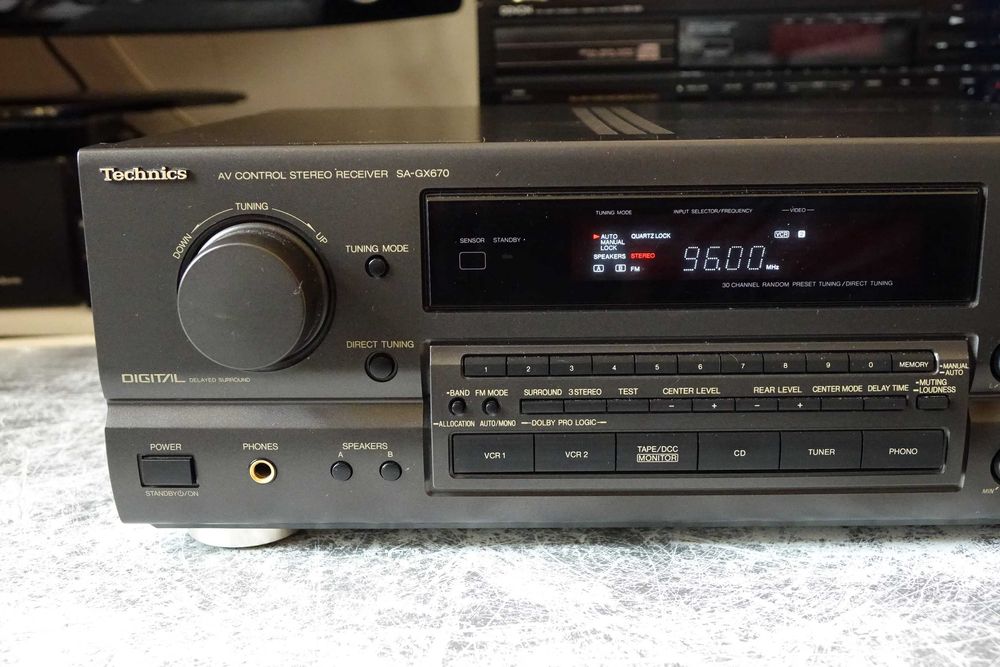 DENON
Technics
AV CONTROL STEREO RECEIVER SA-GX670
TUNING
DOWN
UP
TUNING MODE
DIRECT TUNING
DIGITAL DELAYED SURROUND
SENSOR STANDBY
TUNING MODE INPUT SELECTOR/FREQUENCY VIDEO
AUTO QUARTZ LOCK VCR 2
MANUAL
LOCK
SPEAKERS STEREO
A B FM 96.00 MHz
30 CHANNEL RANDOM PRESET TUNING/DIRECT TUNING
1 2 3 4 5 6 7 8 9 0 MEMORY
-MANUAL
-AUTO
-BAND FM MODE SURROUND 3 STEREO TEST CENTER LEVEL REAR LEVEL CENTER MODE DELAY TIME
-MUTING
-LOUDNESS
- + - +
-ALLOCATION AUTO/MONO DOLBY PRO LOGIC
VCR 1 VCR 2 TAPE/DCC MONITOR CD TUNER PHONO
POWER
STANDBY⏻/ON
PHONES
SPEAKERS
A B
MIN